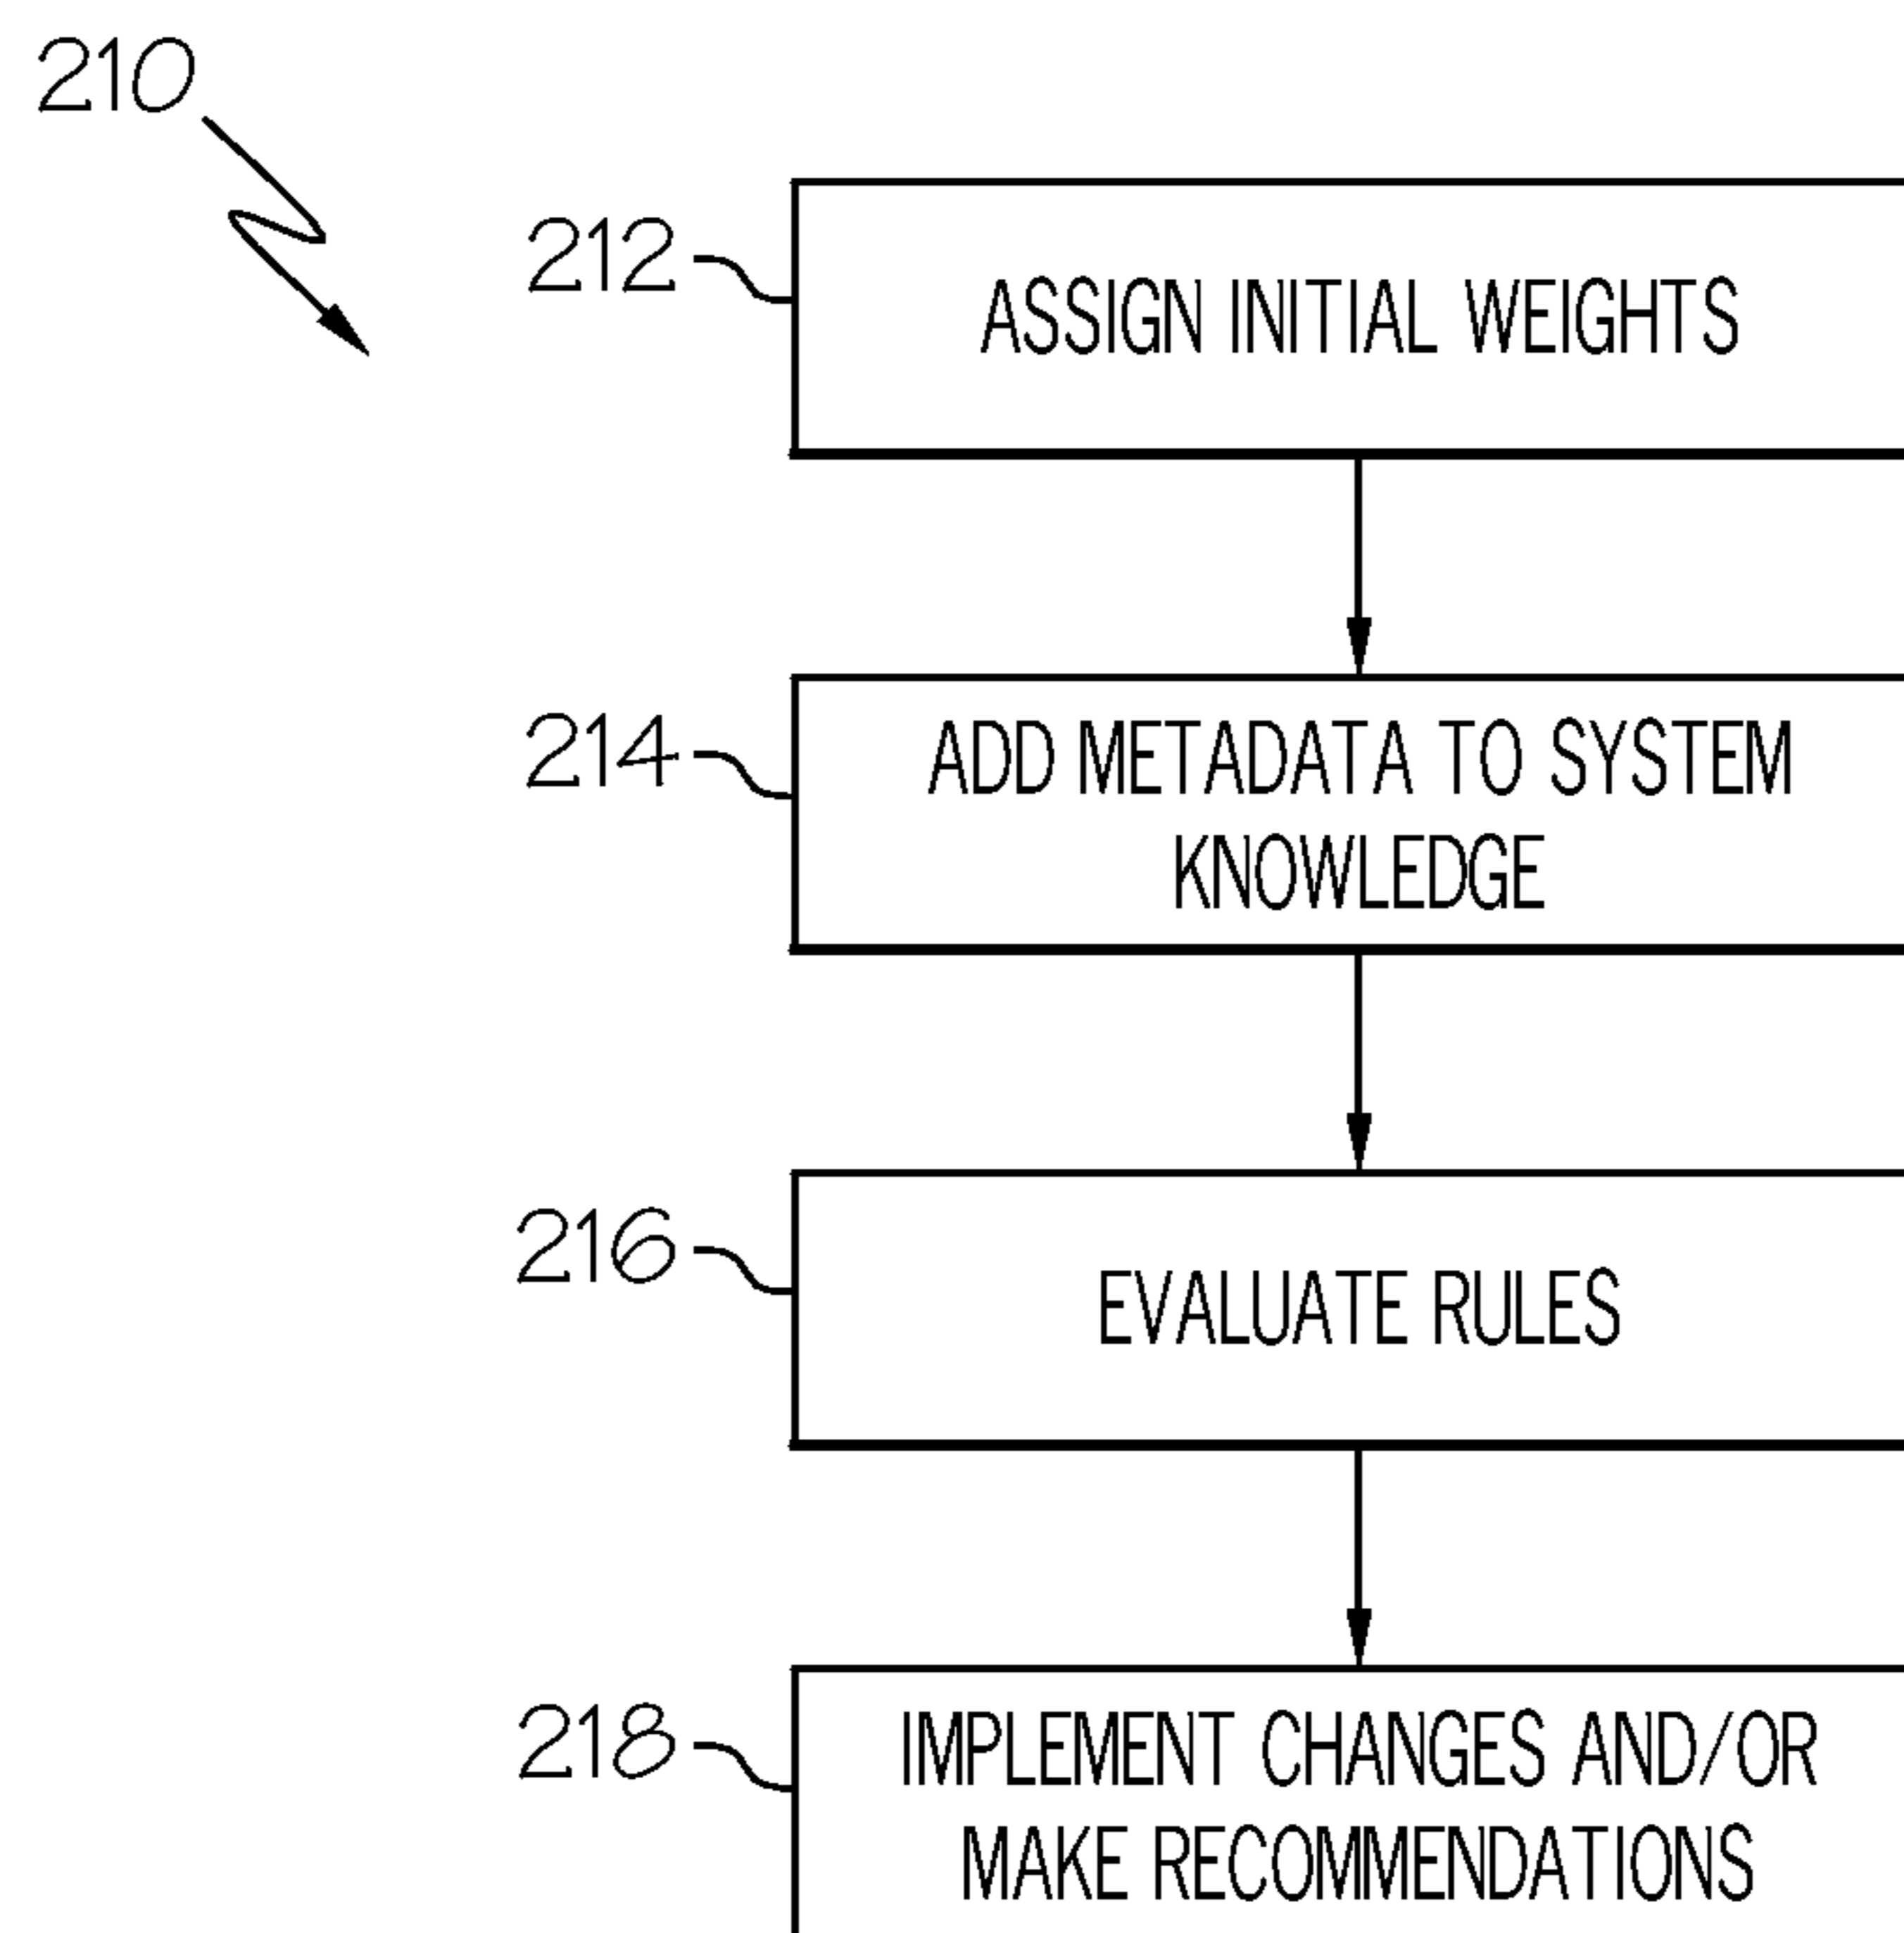 210
212
ASSIGN INITIAL WEIGHTS
214
ADD METADATA TO SYSTEM
KNOWLEDGE
216
EVALUATE RULES
218
IMPLEMENT CHANGES AND/OR
MAKE RECOMMENDATIONS